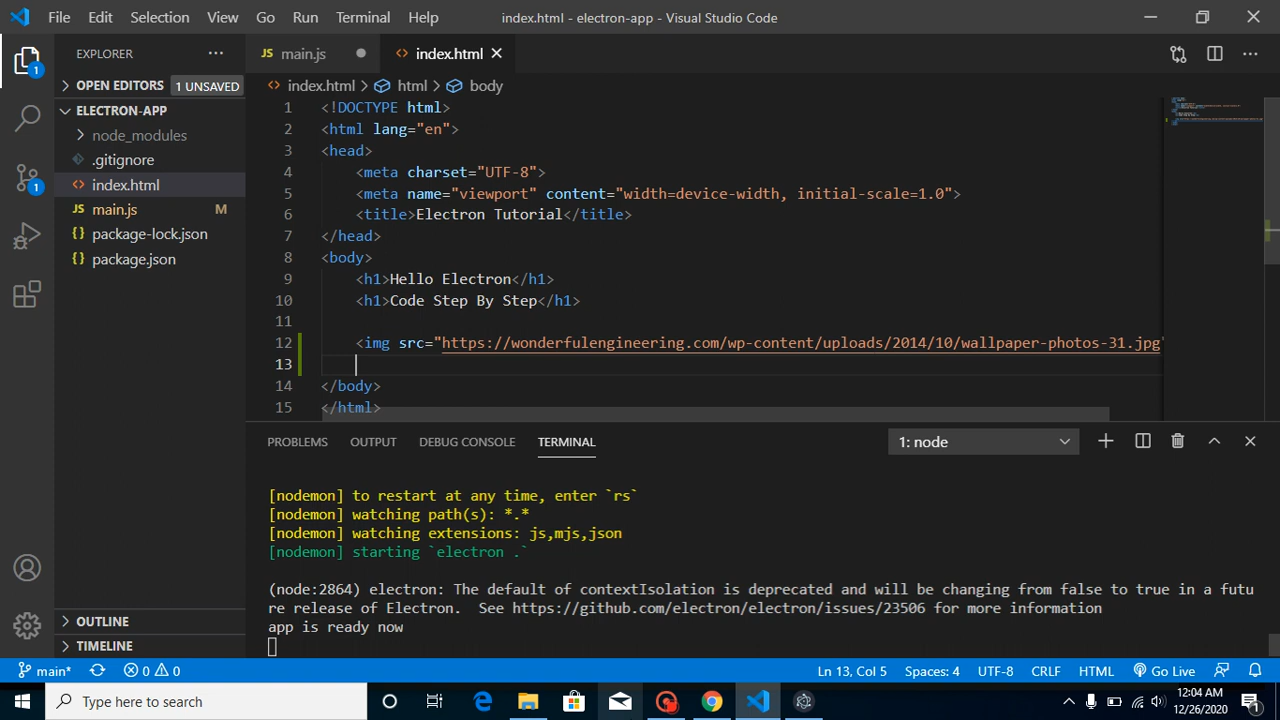 File Edit Selection View Go Run Terminal Help index.html - electron-app - Visual Studio Code
EXPLORER ···
JS main.js index.html
OPEN EDITORS 1 UNSAVED
ELECTRON-APP
node_modules
.gitignore
index.html
JS main.js M
package-lock.json
package.json
OUTLINE
TIMELINE
1
1
index.html > html > body
1 <!DOCTYPE html>
2 <html lang="en">
3 <head>
4 <meta charset="UTF-8">
5 <meta name="viewport" content="width=device-width, initial-scale=1.0">
6 <title>Electron Tutorial</title>
7 </head>
8 <body>
9 <h1>Hello Electron</h1>
10 <h1>Code Step By Step</h1>
11
12 <img src="https://wonderfulengineering.com/wp-content/uploads/2014/10/wallpaper-photos-31.jpg"
13
14 </body>
15 </html>
PROBLEMS OUTPUT DEBUG CONSOLE TERMINAL 1: node
[nodemon] to restart at any time, enter `rs`
[nodemon] watching path(s): *.*
[nodemon] watching extensions: js,mjs,json
[nodemon] starting `electron .`
(node:2864) electron: The default of contextIsolation is deprecated and will be changing from false to true in a futu
re release of Electron.  See https://github.com/electron/electron/issues/23506 for more information
app is ready now
main* 0 0 Ln 13, Col 5 Spaces: 4 UTF-8 CRLF HTML Go Live
Type here to search
12:04 AM
12/26/2020
1